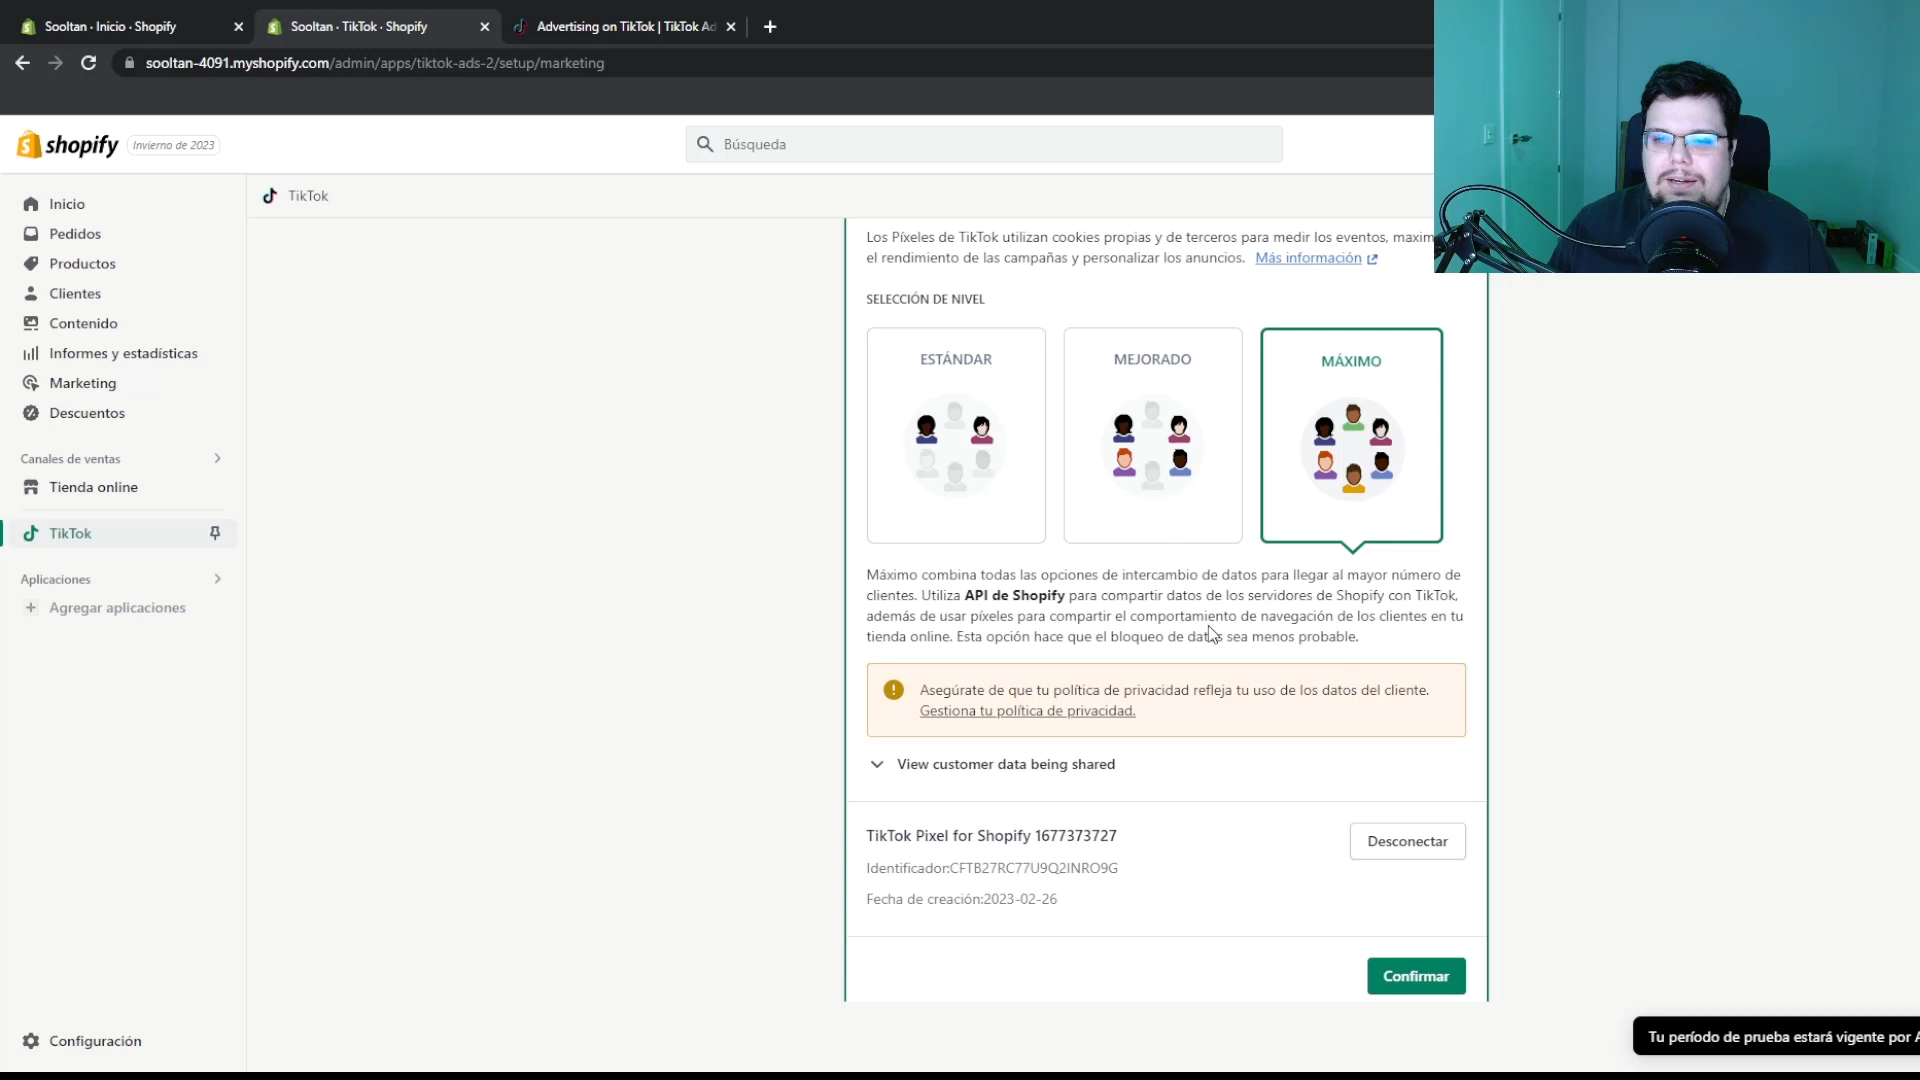 Sooltan · Inicio · Shopify
Sooltan · TikTok · Shopify
Advertising on TikTok | TikTok Ad
sooltan-4091.myshopify.com/admin/apps/tiktok-ads-2/setup/marketing
shopify
Invierno de 2023
Búsqueda
Inicio
Pedidos
Productos
Clientes
Contenido
Informes y estadísticas
Marketing
Descuentos
Canales de ventas
Tienda online
TikTok
Aplicaciones
Agregar aplicaciones
Configuración
TikTok
Los Píxeles de TikTok utilizan cookies propias y de terceros para medir los eventos, maxim
el rendimiento de las campañas y personalizar los anuncios. Más información
SELECCIÓN DE NIVEL
ESTÁNDAR
MEJORADO
MÁXIMO
Máximo combina todas las opciones de intercambio de datos para llegar al mayor número de
clientes. Utiliza API de Shopify para compartir datos de los servidores de Shopify con TikTok,
además de usar píxeles para compartir el comportamiento de navegación de los clientes en tu
tienda online. Esta opción hace que el bloqueo de datos sea menos probable.
Asegúrate de que tu política de privacidad refleja tu uso de los datos del cliente.
Gestiona tu política de privacidad.
View customer data being shared
TikTok Pixel for Shopify 1677373727
Desconectar
Identificador:CFTB27RC77U9Q2INRO9G
Fecha de creación:2023-02-26
Confirmar
Tu período de prueba estará vigente por